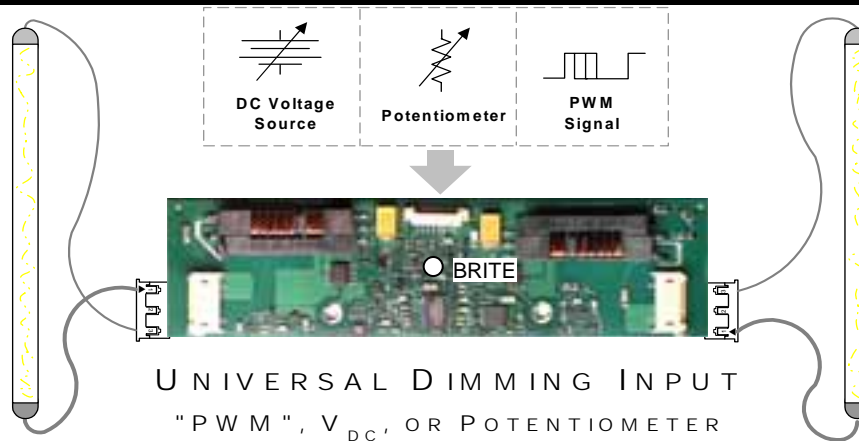 DC Voltage
Source
Potentiometer
PWM
Signal
BRITE
UNIVERSAL DIMMING INPUT
"PWM", VDC, OR POTENTIOMETER